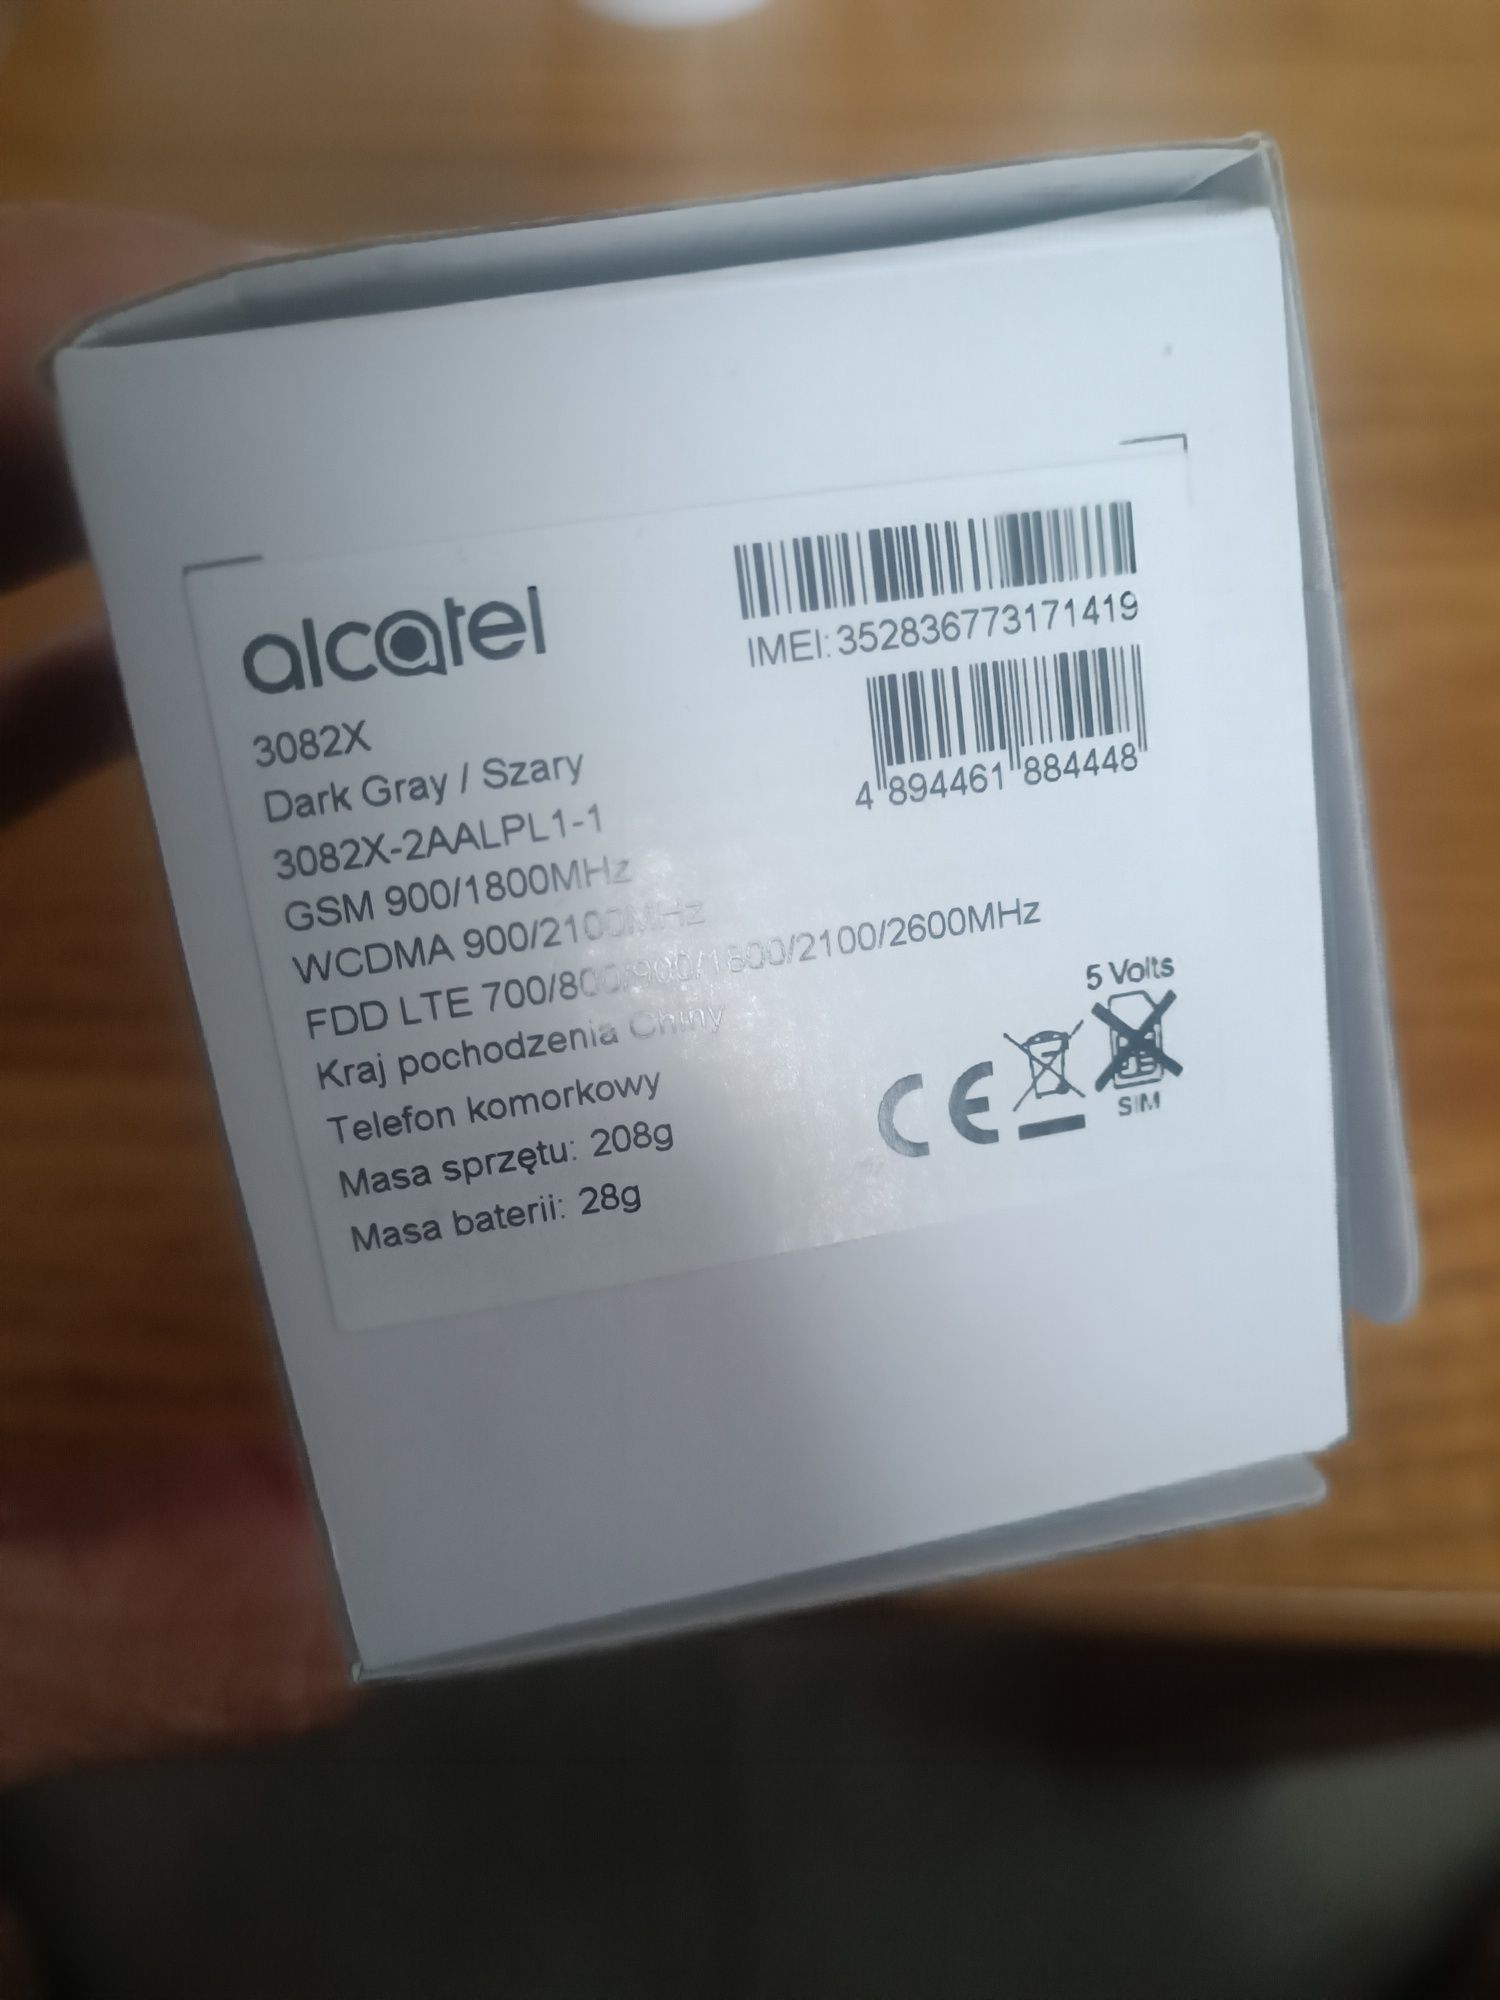 alcatel
3082X
Dark Gray / Szary
3082X-2AALPL1-1
GSM 900/1800MHz
WCDMA 900/2100MHz
FDD LTE 700/800/900/1800/2100/2600MHz
Kraj pochodzenia Chiny
Telefon komorkowy
Masa sprzętu: 208g
Masa baterii: 28g
IMEI: 352836773171419
4 894461 884448
5 Volts
CE
SIM